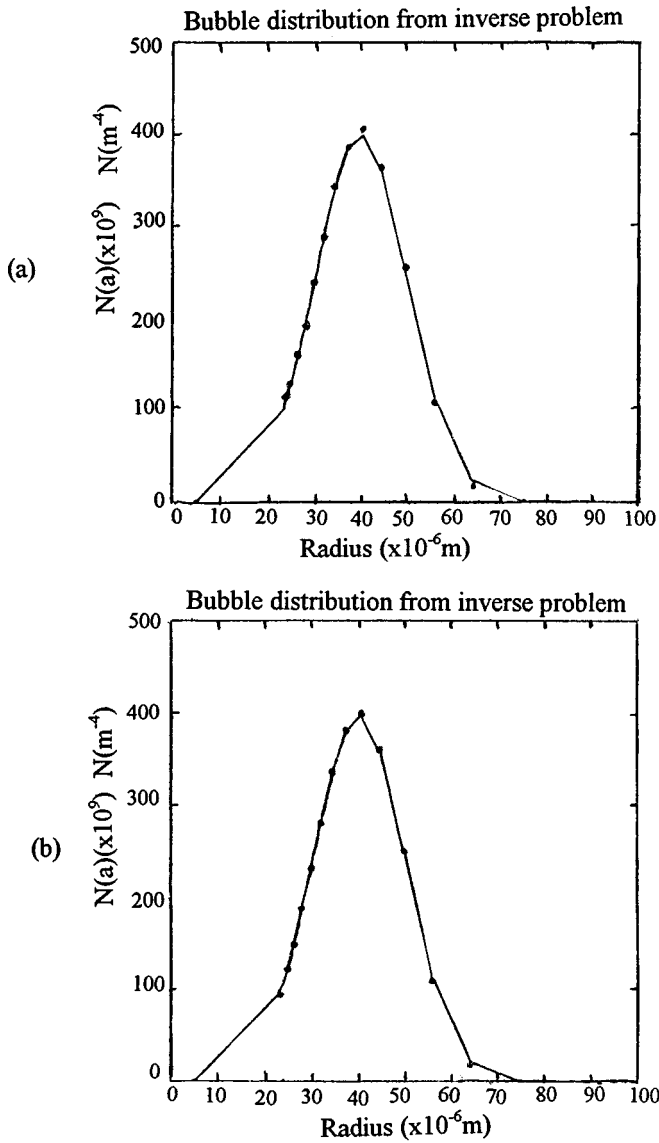 Bubble distribution from inverse problem
500
400
300
200
100
0
N(a)(x10⁹) N(m⁻⁴)
(a)
0 10 20 30 40 50 60 70 80 90 100
Radius (x10⁻⁶m)
Bubble distribution from inverse problem
500
400
300
200
100
0
N(a)(x10⁹) N(m⁻⁴)
(b)
0 10 20 30 40 50 60 70 80 90 100
Radius (x10⁻⁶m)